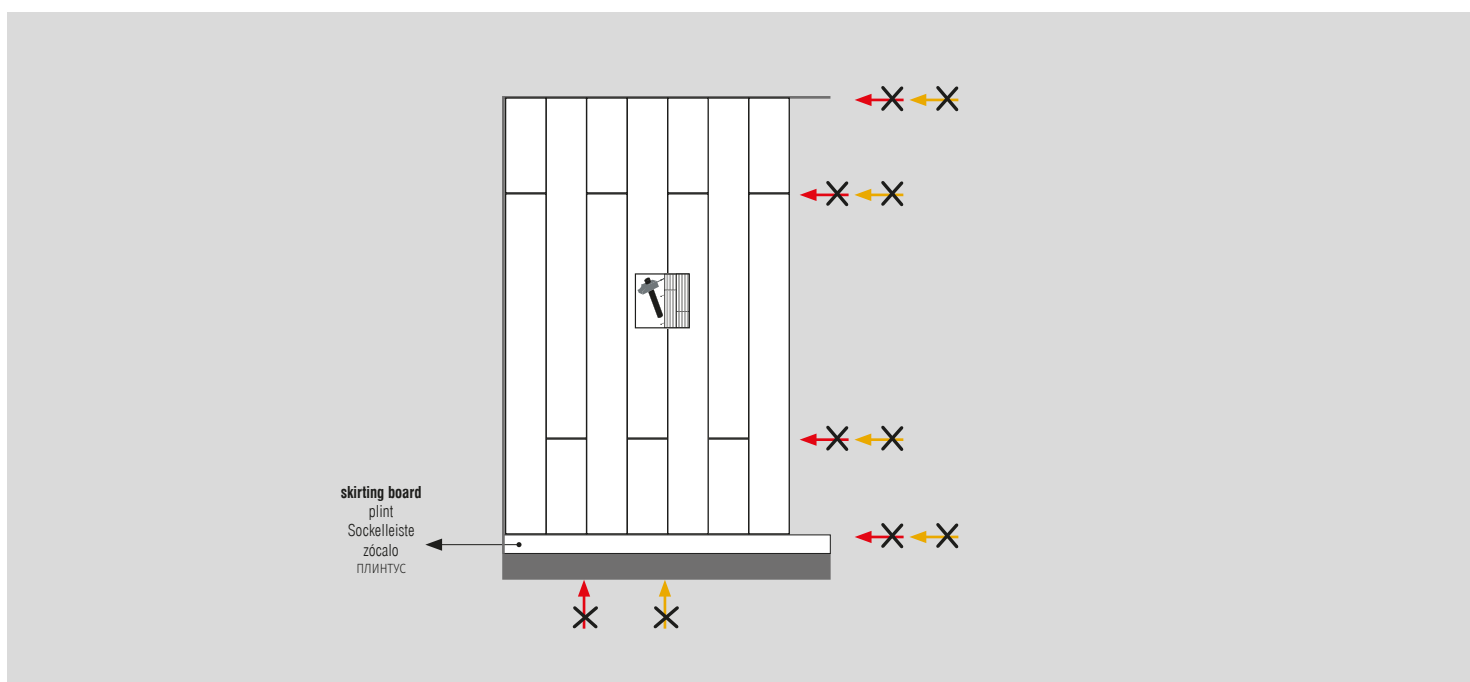 skirting board
plint
Sockelleiste
zócalo
ПЛИНТУС